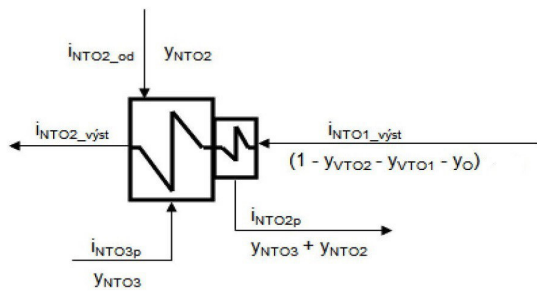 iNTO2_od yNTO2
iNTO2_výst
iNTO1_výst
(1 - yVTO2 - yVTO1 - yO)
iNTO2p
yNTO3 + yNTO2
iNTO3p
yNTO3